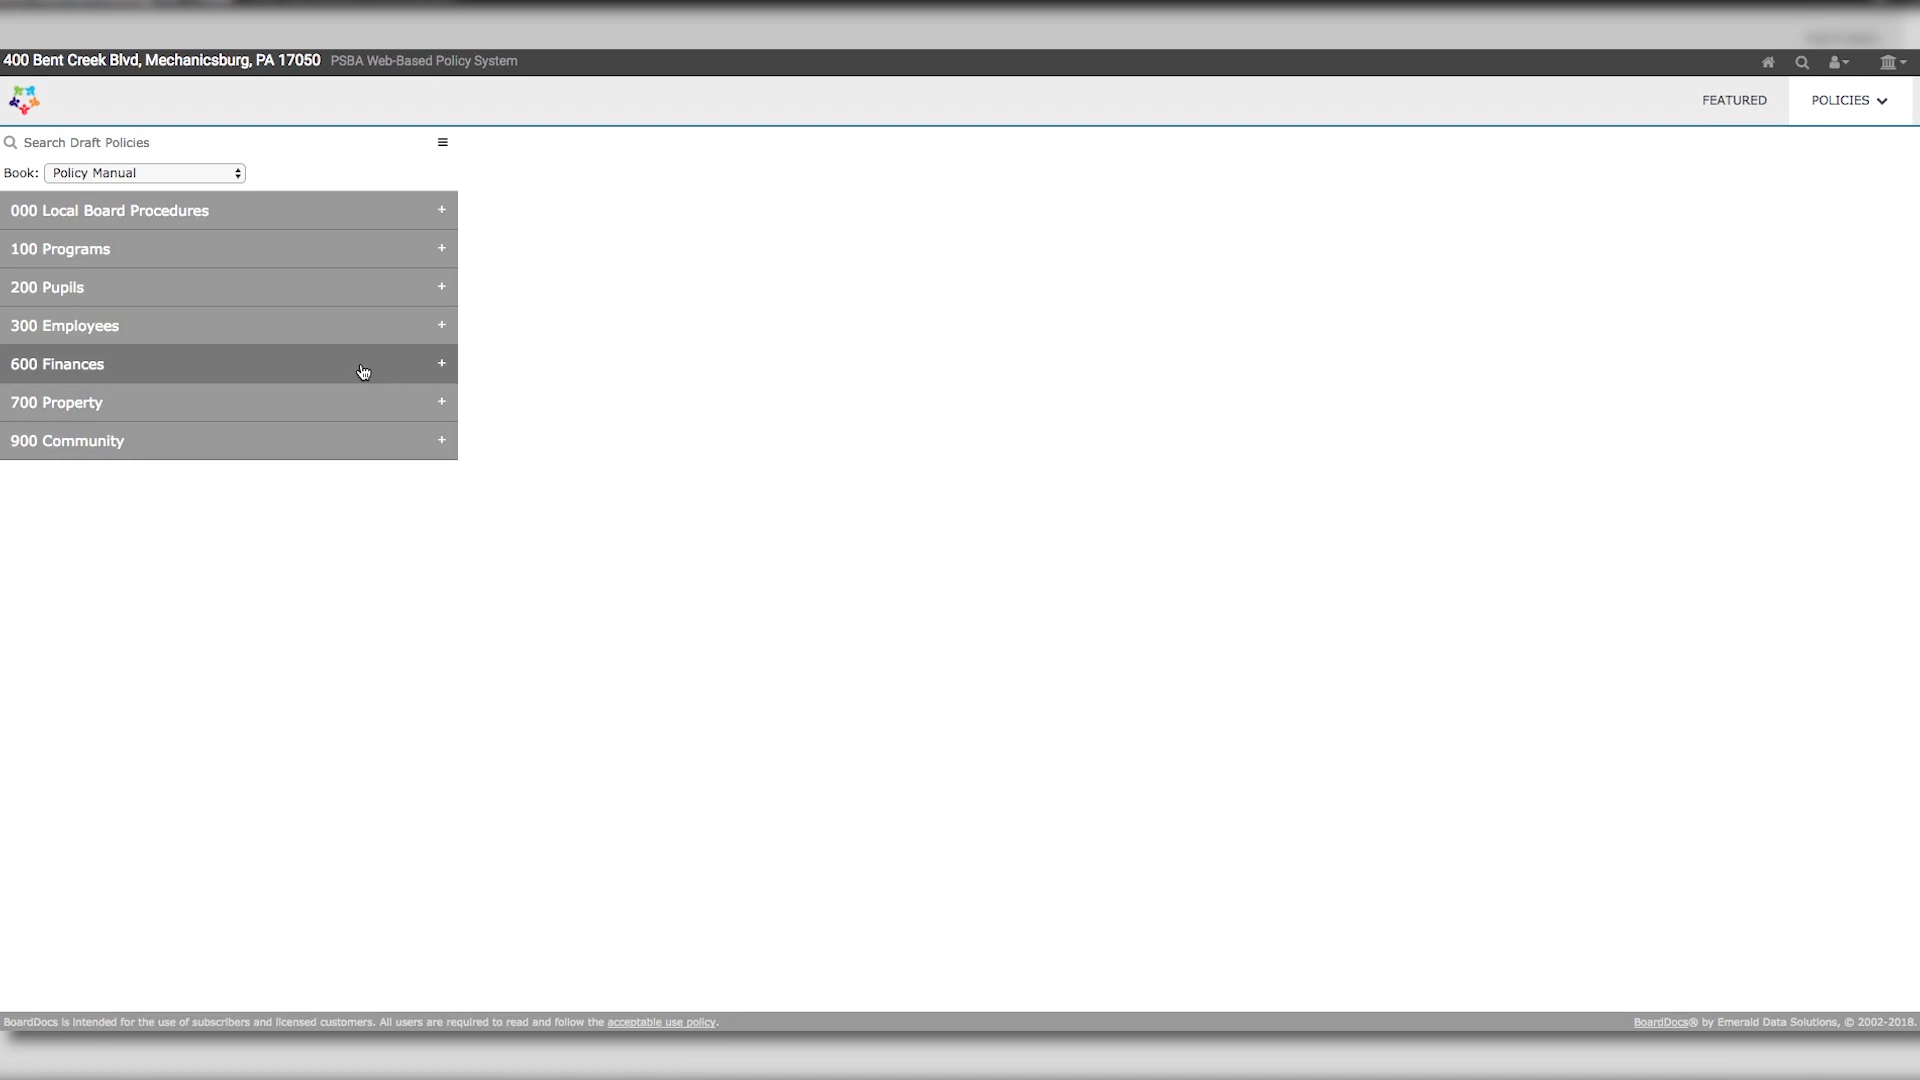 400 Bent Creek Blvd, Mechanicsburg, PA 17050 PSBA Web-Based Policy System
FEATURED POLICIES
Search Draft Policies
Book: Policy Manual
000 Local Board Procedures +
100 Programs +
200 Pupils +
300 Employees +
600 Finances +
700 Property +
900 Community +
BoardDocs is intended for the use of subscribers and licensed customers. All users are required to read and follow the acceptable use policy.
BoardDocs® by Emerald Data Solutions, © 2002-2018.